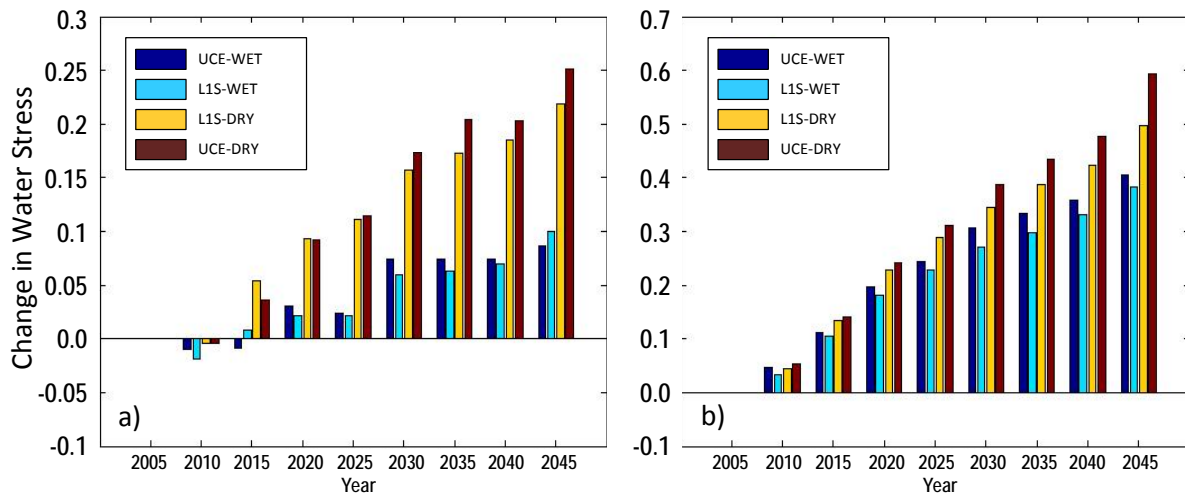 Change in Water Stress
0.3
0.25
0.2
0.15
0.1
0.05
0.0
-0.05
-0.1
UCE-WET
L1S-WET
L1S-DRY
UCE-DRY
a)
2005 2010 2015 2020 2025 2030 2035 2040 2045
Year
0.7
0.6
0.5
0.4
0.3
0.2
0.1
0.0
-0.1
UCE-WET
L1S-WET
L1S-DRY
UCE-DRY
b)
2005 2010 2015 2020 2025 2030 2035 2040 2045
Year